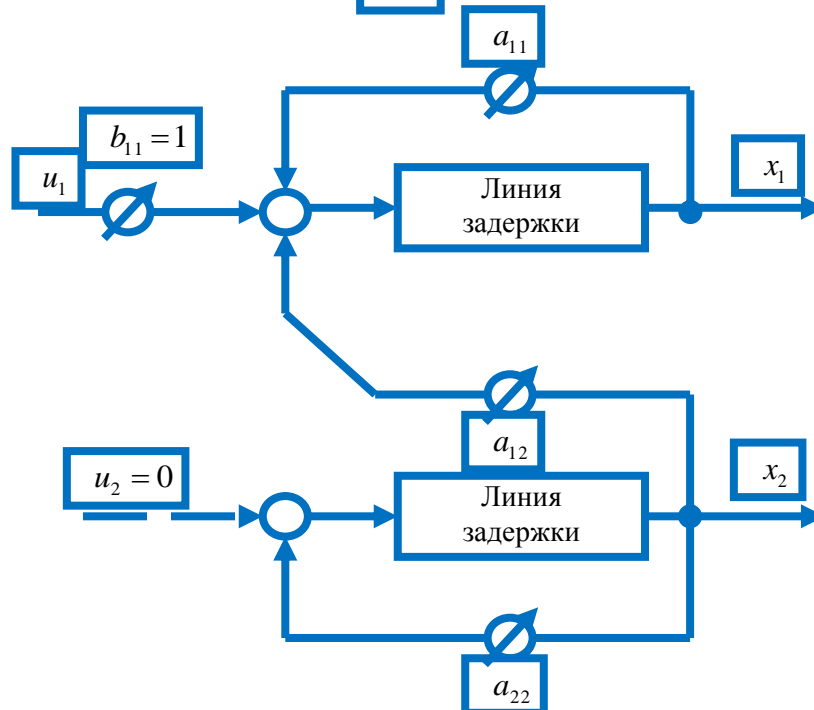 a₁₁
b₁₁ = 1
u₁
Линия
задержки
x₁
a₁₂
u₂ = 0
Линия
задержки
x₂
a₂₂